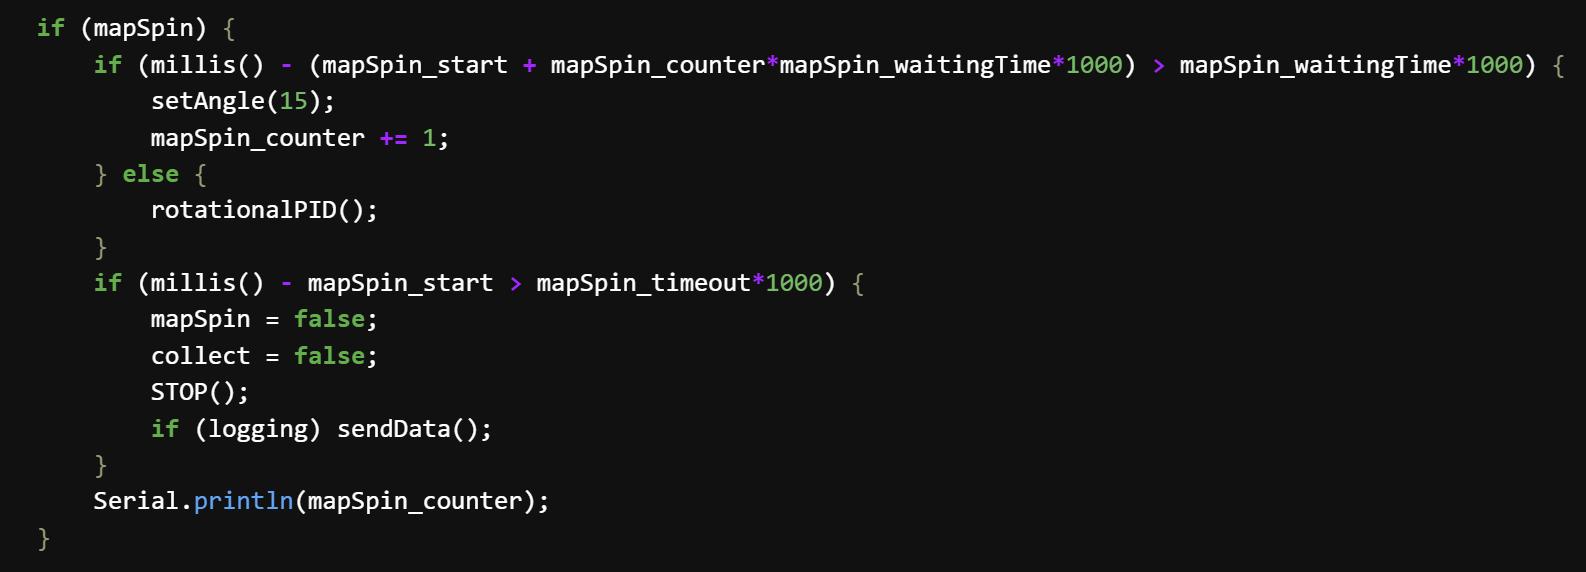 if (mapSpin) {
if (millis() - (mapSpin_start + mapSpin_counter*mapSpin_waitingTime*1000) > mapSpin_waitingTime*1000) {
setAngle(15);
mapSpin_counter += 1;
} else {
rotationalPID();
}
if (millis() - mapSpin_start > mapSpin_timeout*1000) {
mapSpin = false;
collect = false;
STOP();
if (logging) sendData();
}
Serial.println(mapSpin_counter);
}